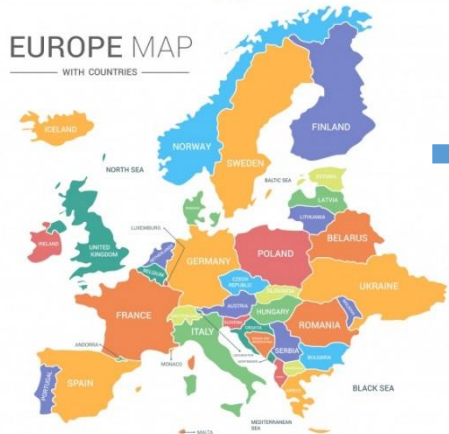 EUROPE MAP
WITH COUNTRIES
ICELAND
NORWAY
SWEDEN
FINLAND
NORTH SEA
BALTIC SEA
ESTONIA
LATVIA
LITHUANIA
DENMARK
IRELAND
UNITED
KINGDOM
LUXEMBURG
BELGIUM
GERMANY
POLAND
BELARUS
CZECH
REPUBLIC
UKRAINE
FRANCE
AUSTRIA
HUNGARY
ITALY
CROATIA
ROMANIA
SERBIA
BULGARIA
ANDORRA
MONACO
PORTUGAL
SPAIN
BLACK SEA
MEDITERRANEAN
SEA
MALTA